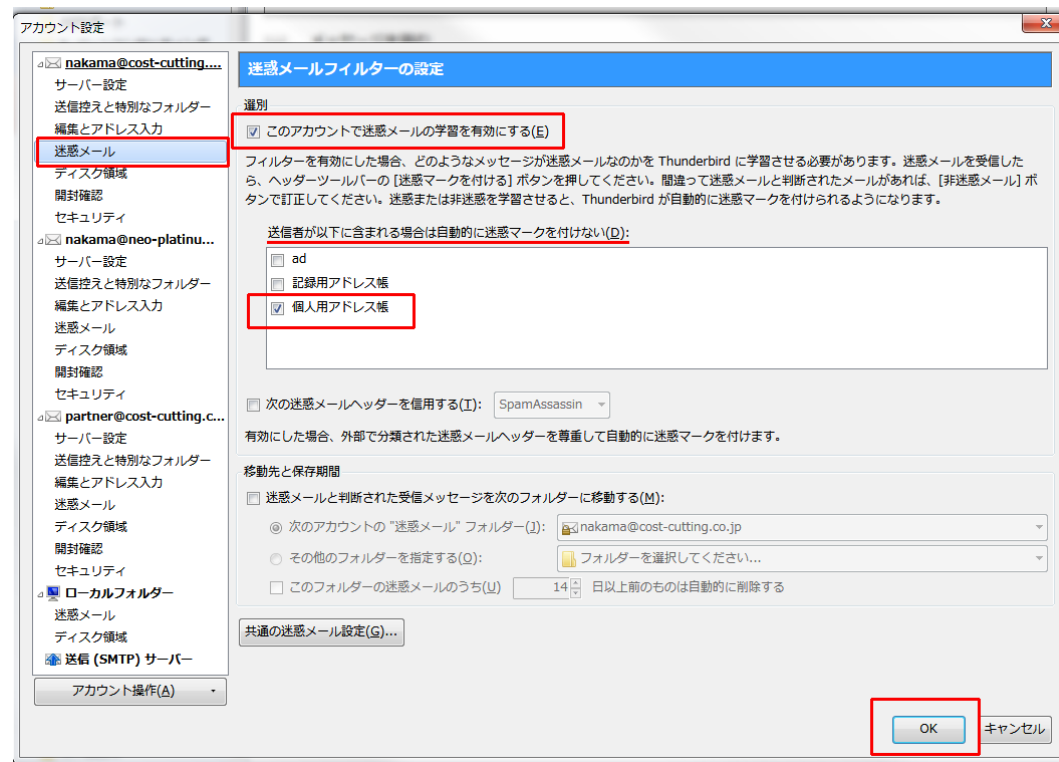 アカウント設定
nakama@cost-cutting....
サーバー設定
送信控えと特別なフォルダー
編集とアドレス入力
迷惑メール
ディスク領域
開封確認
セキュリティ
nakama@neo-platinu...
サーバー設定
送信控えと特別なフォルダー
編集とアドレス入力
迷惑メール
ディスク領域
開封確認
セキュリティ
partner@cost-cutting.c...
サーバー設定
送信控えと特別なフォルダー
編集とアドレス入力
迷惑メール
ディスク領域
開封確認
セキュリティ
ローカルフォルダー
迷惑メール
ディスク領域
送信 (SMTP) サーバー
アカウント操作(A)
迷惑メールフィルターの設定
選別
このアカウントで迷惑メールの学習を有効にする(E)
フィルターを有効にした場合、どのようなメッセージが迷惑メールなのかを Thunderbird に学習させる必要があります。迷惑メールを受信した
ら、ヘッダーツールバーの [迷惑マークを付ける] ボタンを押してください。間違って迷惑メールと判断されたメールがあれば、[非迷惑メール] ボ
タンで訂正してください。迷惑または非迷惑を学習させると、Thunderbird が自動的に迷惑マークを付けられるようになります。
送信者が以下に含まれる場合は自動的に迷惑マークを付けない(D):
ad
記録用アドレス帳
個人用アドレス帳
次の迷惑メールヘッダーを信用する(T): SpamAssassin
有効にした場合、外部で分類された迷惑メールヘッダーを尊重して自動的に迷惑マークを付けます。
移動先と保存期間
迷惑メールと判断された受信メッセージを次のフォルダーに移動する(M):
次のアカウントの "迷惑メール" フォルダー(J): nakama@cost-cutting.co.jp
その他のフォルダーを指定する(O): フォルダーを選択してください...
このフォルダーの迷惑メールのうち(U) 14 日以上前のものは自動的に削除する
共通の迷惑メール設定(G)...
OK キャンセル